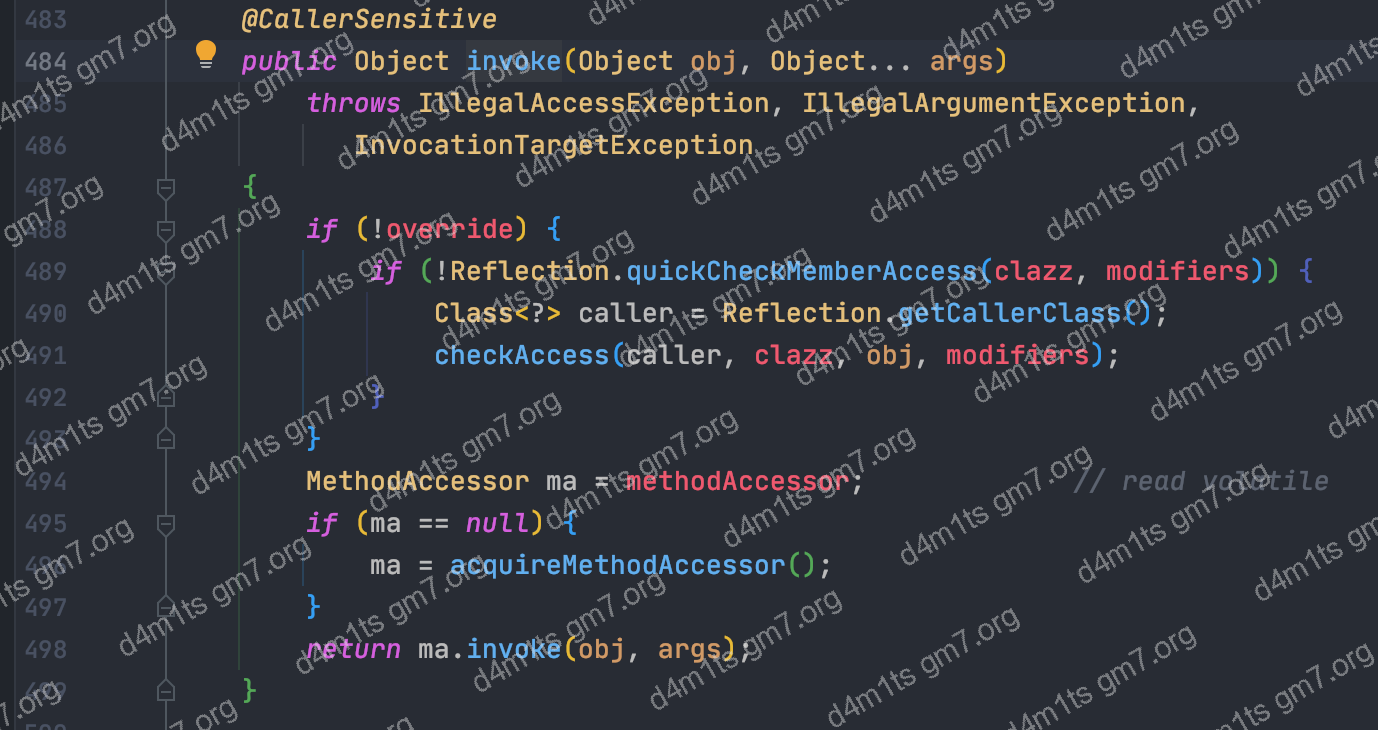 483 @CallerSensitive
484 public Object invoke(Object obj, Object... args)
485 throws IllegalAccessException, IllegalArgumentException,
486 InvocationTargetException
487 {
488 if (!override) {
489 if (!Reflection.quickCheckMemberAccess(clazz, modifiers)) {
490 Class<?> caller = Reflection.getCallerClass();
491 checkAccess(caller, clazz, obj, modifiers);
492 }
493 }
494 MethodAccessor ma = methodAccessor; // read volatile
495 if (ma == null) {
496 ma = acquireMethodAccessor();
497 }
498 return ma.invoke(obj, args);
499 }
d4m1ts gm7.org